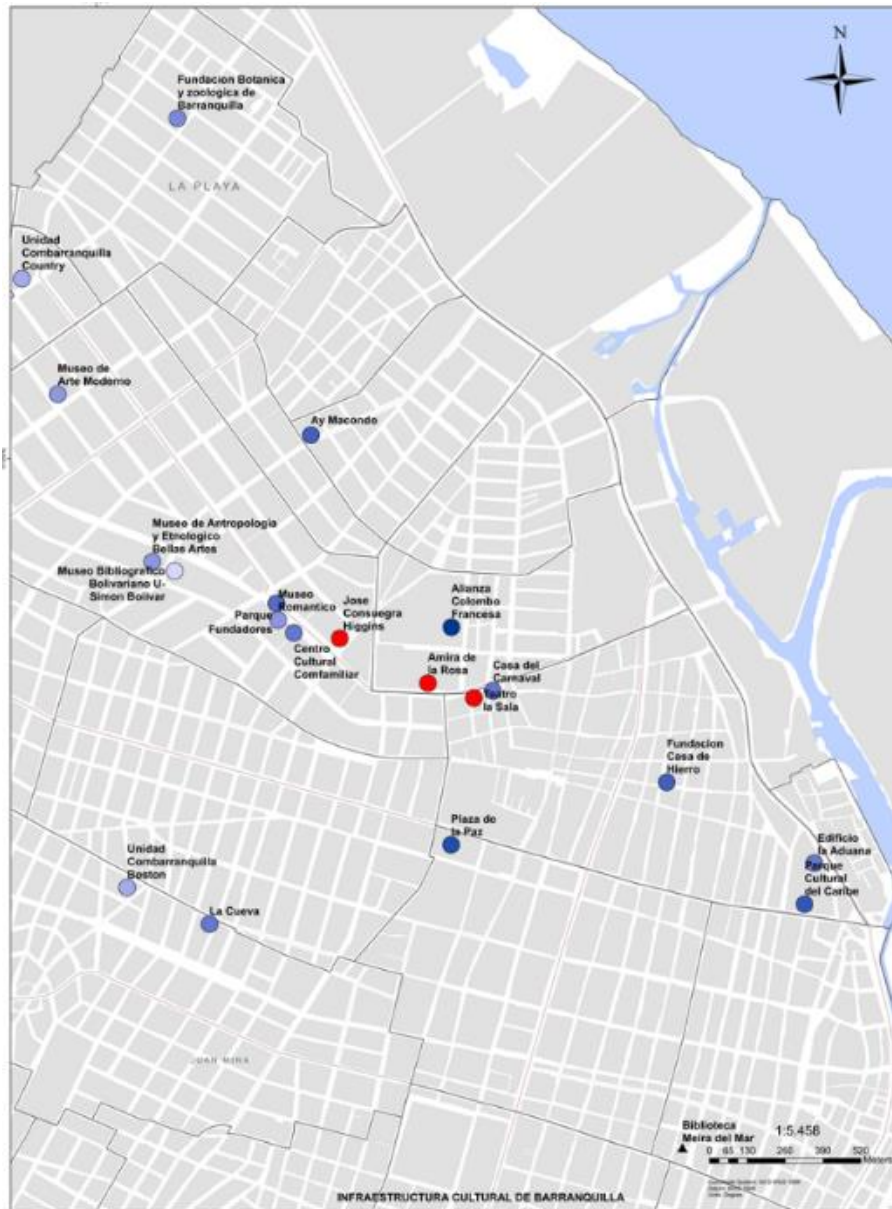 N
Fundacion Botanica
y zoologica de
Barranquilla
LA PLAYA
Unidad
Combarranquilla
Country
Museo de
Arte Moderno
Ay Macondo
Museo de Antropologia
y Etnologico
Bellas Artes
Museo Bibliografico
Bolivariano U-
Simon Bolivar
Museo
Romantico
Parque
Fundadores
Jose
Consuegra
Higgins
Centro
Cultural
Comfamiliar
Alianza
Colombo
Francesa
Amira de
la Rosa
Casa del
Carnaval
Teatro
la Sala
Fundacion
Casa de
Hierro
Plaza de
la Paz
Edificio
la Aduana
Parque
Cultural
del Caribe
Unidad
Combarranquilla
Boston
La Cueva
JUAN MINA
Biblioteca
Meira del Mar
1:5.458
0 65 130 260 390 520
Meters
INFRAESTRUCTURA CULTURAL DE BARRANQUILLA